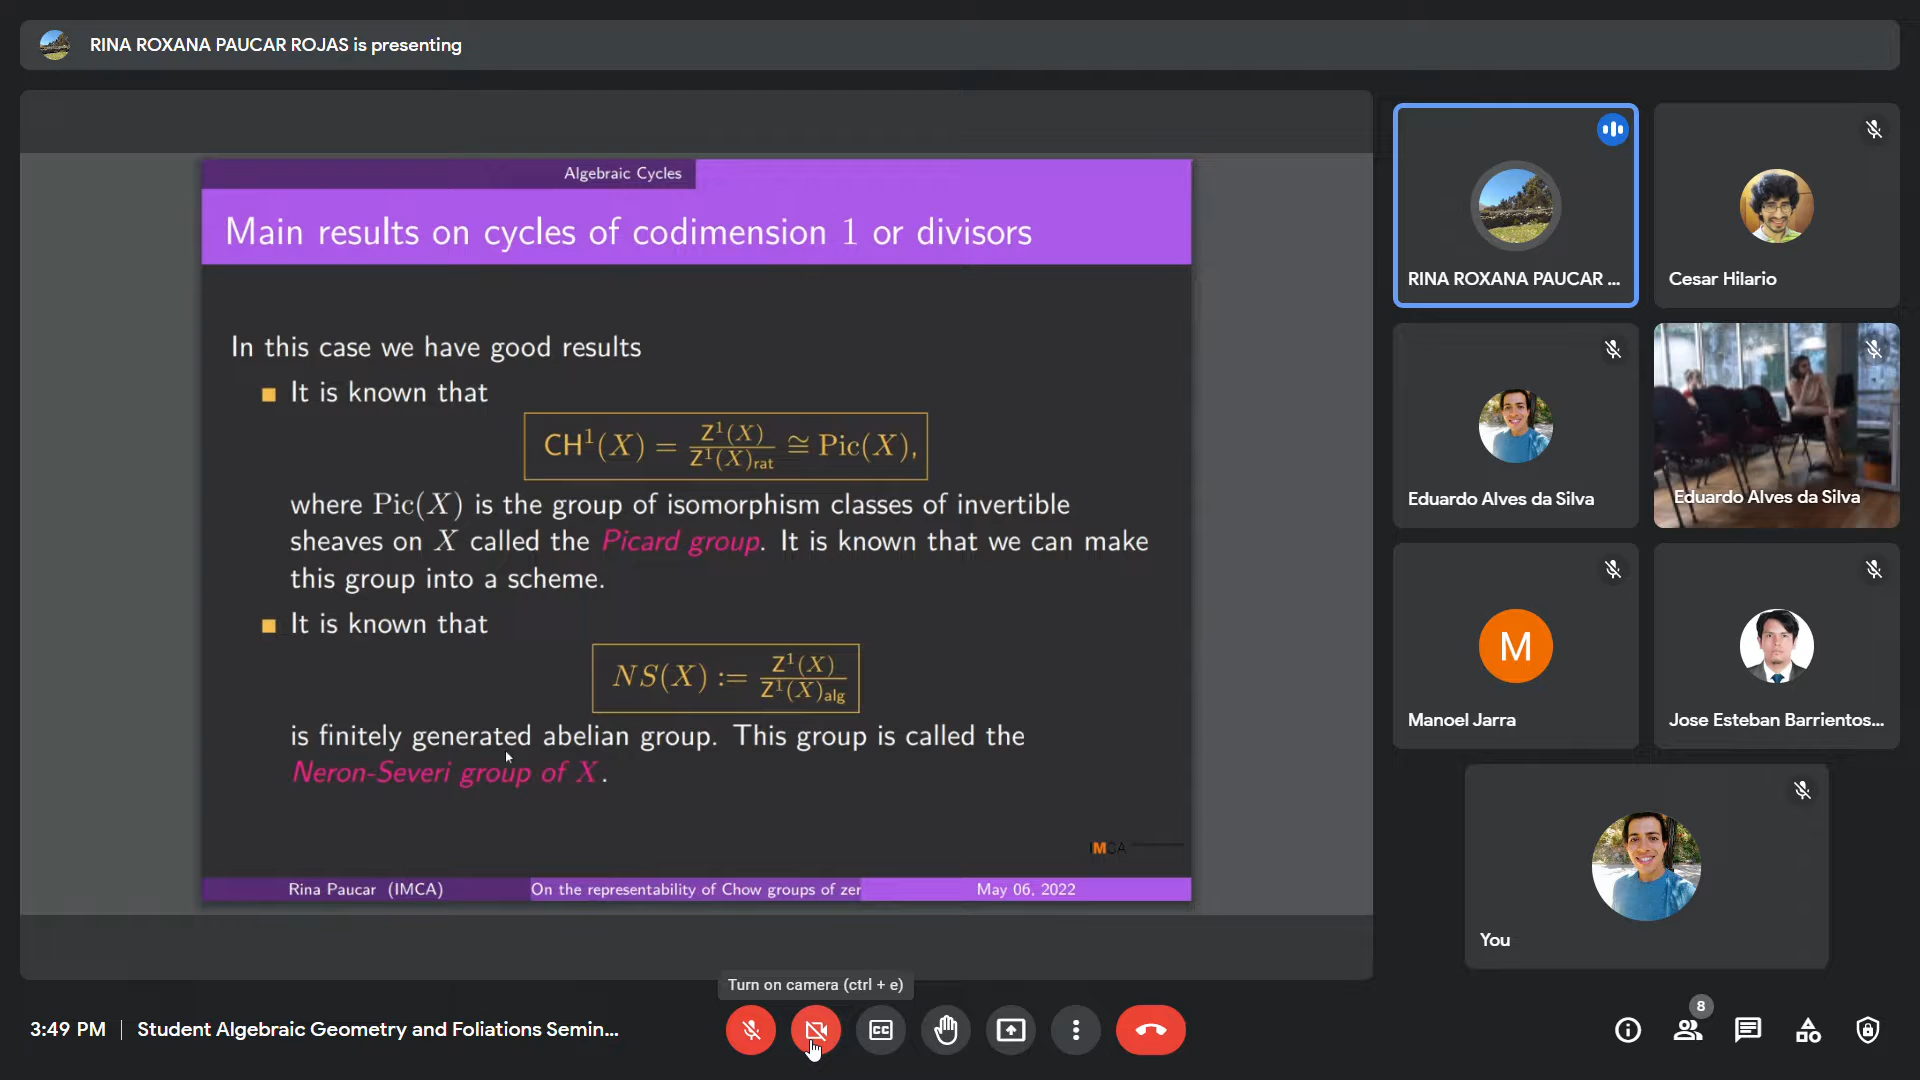 RINA ROXANA PAUCAR ROJAS is presenting
Algebraic Cycles
Main results on cycles of codimension 1 or divisors
In this case we have good results
It is known that
CH¹(X) = Z¹(X) / Z¹(X)rat ≅ Pic(X),
where Pic(X) is the group of isomorphism classes of invertible
sheaves on X called the Picard group. It is known that we can make
this group into a scheme.
It is known that
NS(X) := Z¹(X) / Z¹(X)alg
is finitely generated abelian group. This group is called the
Neron-Severi group of X.
IMCA
Rina Paucar (IMCA)
On the representability of Chow groups of zer
May 06, 2022
RINA ROXANA PAUCAR ...
Cesar Hilario
Eduardo Alves da Silva
Eduardo Alves da Silva
M
Manoel Jarra
Jose Esteban Barrientos...
You
Turn on camera (ctrl + e)
3:49 PM | Student Algebraic Geometry and Foliations Semin...
CC
8